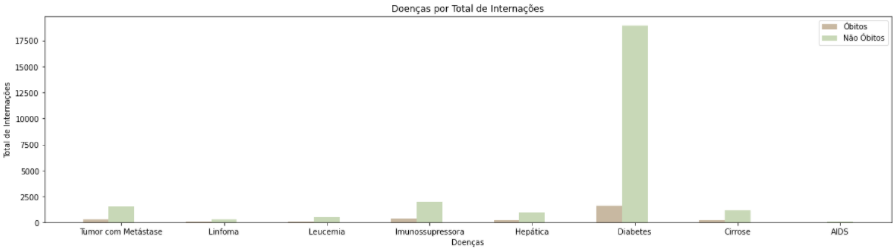 Doenças por Total de Internações
Óbitos
Não Óbitos
Total de Internações
17500
15000
12500
10000
7500
5000
2500
0
Tumor com Metástase Linfoma Leucemia Imunossupressora Hepática Diabetes Cirrose AIDS
Doenças